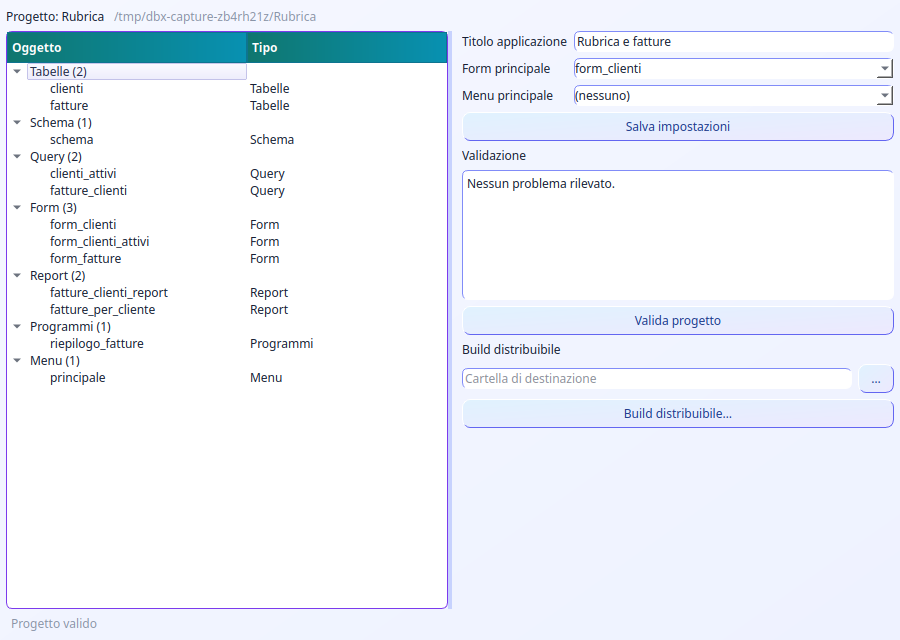 Progetto: Rubrica /tmp/dbx-capture-zb4rh21z/Rubrica
Oggetto Tipo
Tabelle (2)
clienti Tabelle
fatture Tabelle
Schema (1)
schema Schema
Query (2)
clienti_attivi Query
fatture_clienti Query
Form (3)
form_clienti Form
form_clienti_attivi Form
form_fatture Form
Report (2)
fatture_clienti_report Report
fatture_per_cliente Report
Programmi (1)
riepilogo_fatture Programmi
Menu (1)
principale Menu
Titolo applicazione Rubrica e fatture
Form principale form_clienti
Menu principale (nessuno)
Salva impostazioni
Validazione
Nessun problema rilevato.
Valida progetto
Build distribuibile
Cartella di destinazione ...
Build distribuibile...
Progetto valido